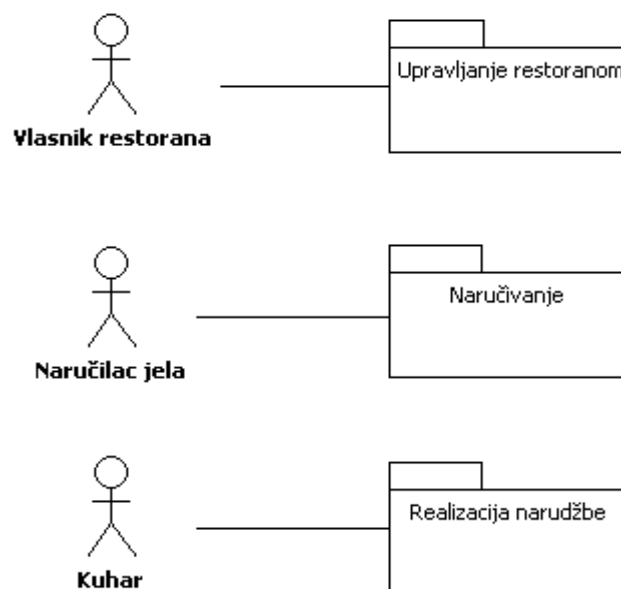 Upravljanje restoranom
Vlasnik restorana
Naručivanje
Naručilac jela
Realizacija narudžbe
Kuhar